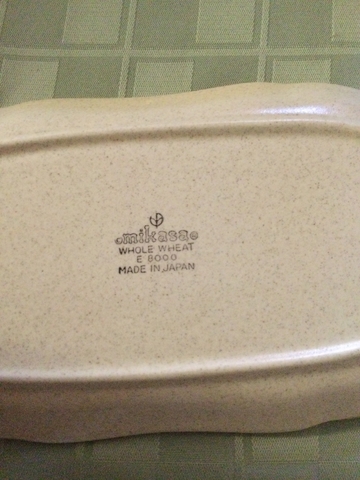 mikasa
WHOLE WHEAT
E 8000
MADE IN JAPAN